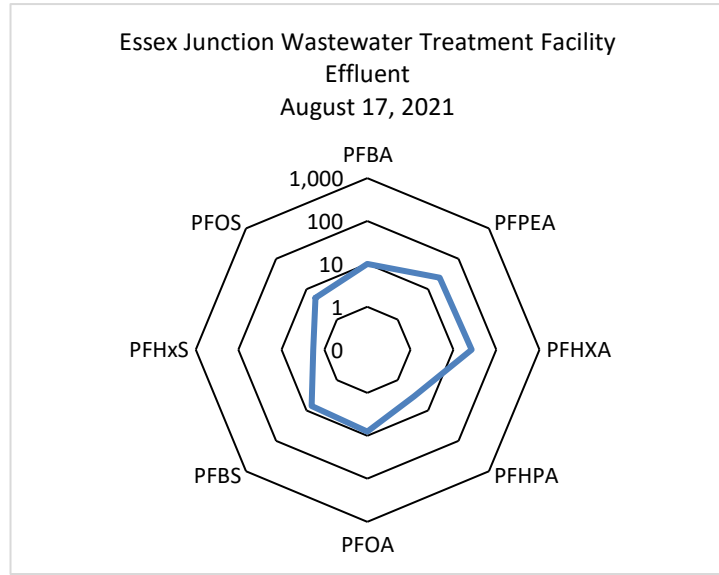 Essex Junction Wastewater Treatment Facility
Effluent
August 17, 2021
PFBA
1,000
PFOS
100
PFPEA
10
1
PFHxS
0
PFHXA
PFBS
PFHPA
PFOA